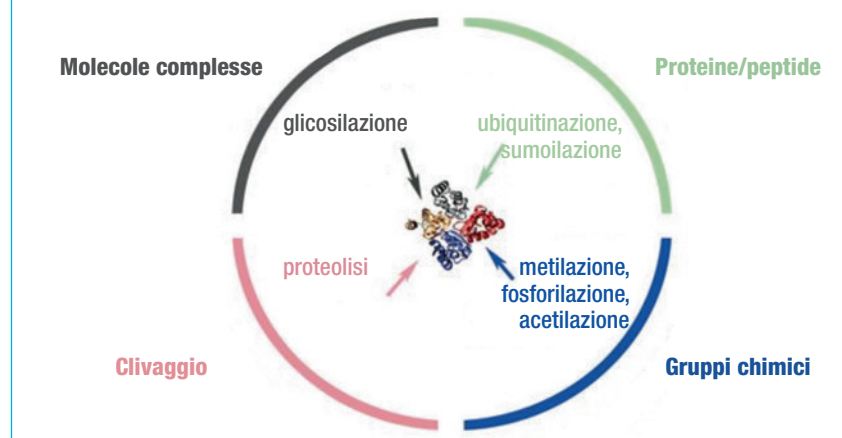 Molecole complesse
Proteine/peptide
glicosilazione
ubiquitinazione,
sumoilazione
proteolisi
metilazione,
fosforilazione,
acetilazione
Clivaggio
Gruppi chimici